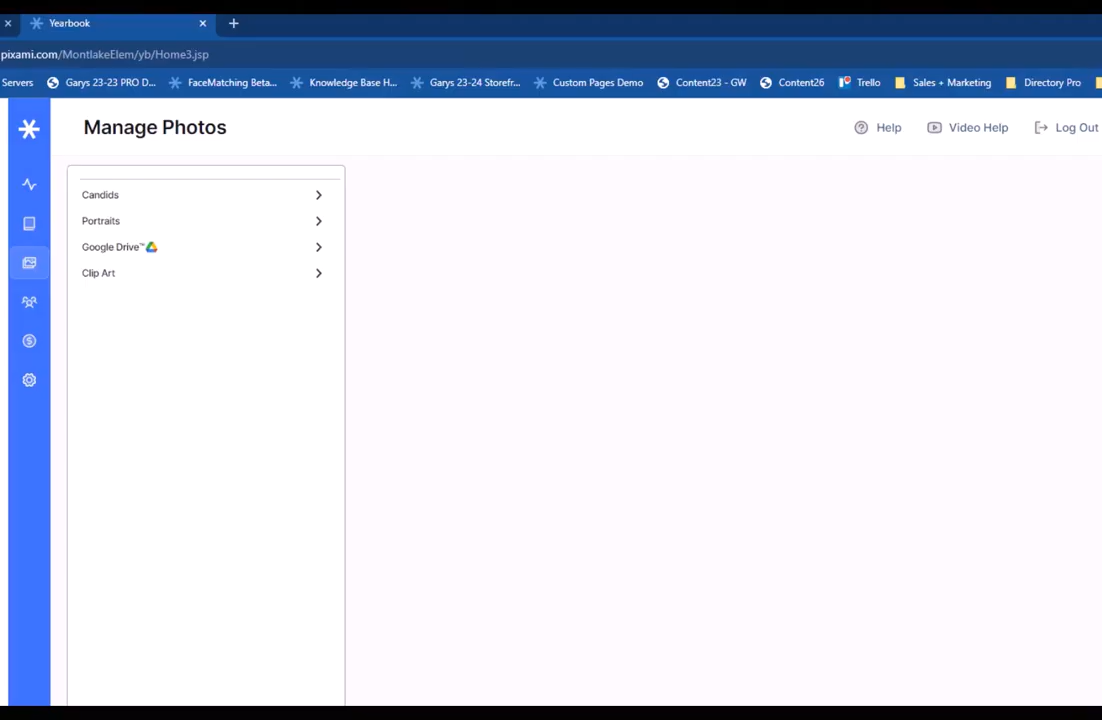 Yearbook
pixami.com/MontlakeElem/yb/Home3.jsp
Servers Garys 23-23 PRO D... FaceMatching Beta... Knowledge Base H... Garys 23-24 Storefr... Custom Pages Demo Content23 - GW Content26 Trello Sales + Marketing Directory Pro
Manage Photos Help Video Help Log Out
Candids
Portraits
Google Drive™
Clip Art